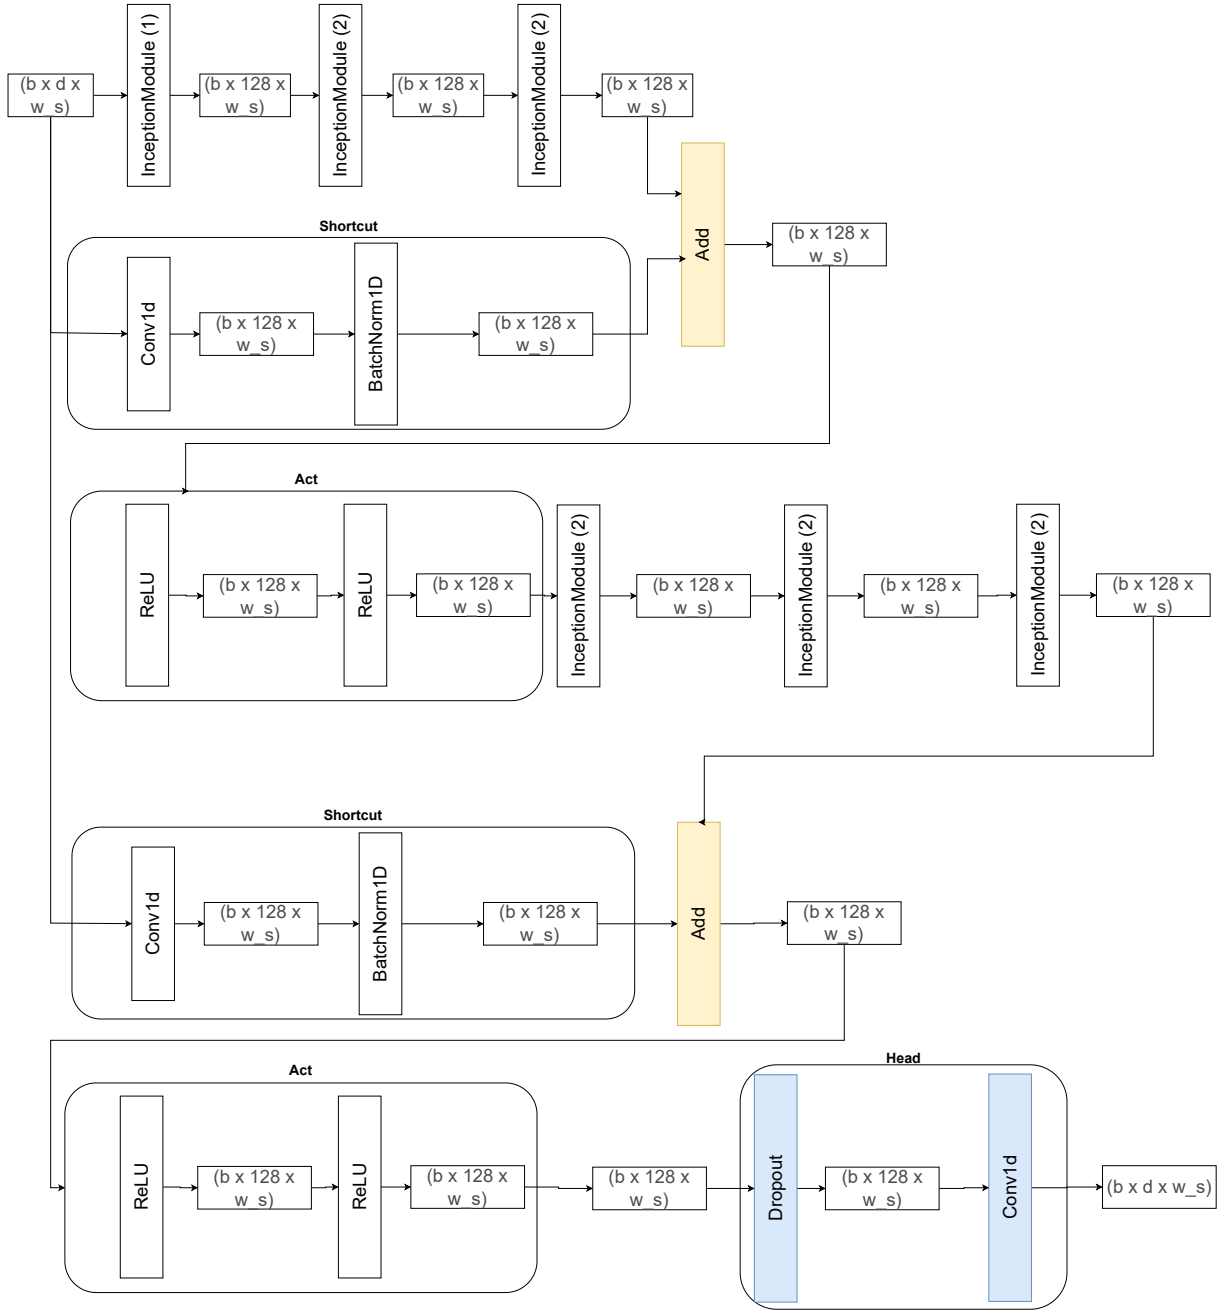 (b x d x
w_s)
InceptionModule (1)
(b x 128 x
w_s)
InceptionModule (2)
(b x 128 x
w_s)
InceptionModule (2)
(b x 128 x
w_s)
Add
(b x 128 x
w_s)
Shortcut
Conv1d
(b x 128 x
w_s)
BatchNorm1D
(b x 128 x
w_s)
Act
ReLU
(b x 128 x
w_s)
ReLU
(b x 128 x
w_s)
InceptionModule (2)
(b x 128 x
w_s)
InceptionModule (2)
(b x 128 x
w_s)
InceptionModule (2)
(b x 128 x
w_s)
Shortcut
Conv1d
(b x 128 x
w_s)
BatchNorm1D
(b x 128 x
w_s)
Add
(b x 128 x
w_s)
Act
ReLU
(b x 128 x
w_s)
ReLU
(b x 128 x
w_s)
(b x 128 x
w_s)
Head
Dropout
(b x 128 x
w_s)
Conv1d
(b x d x w_s)